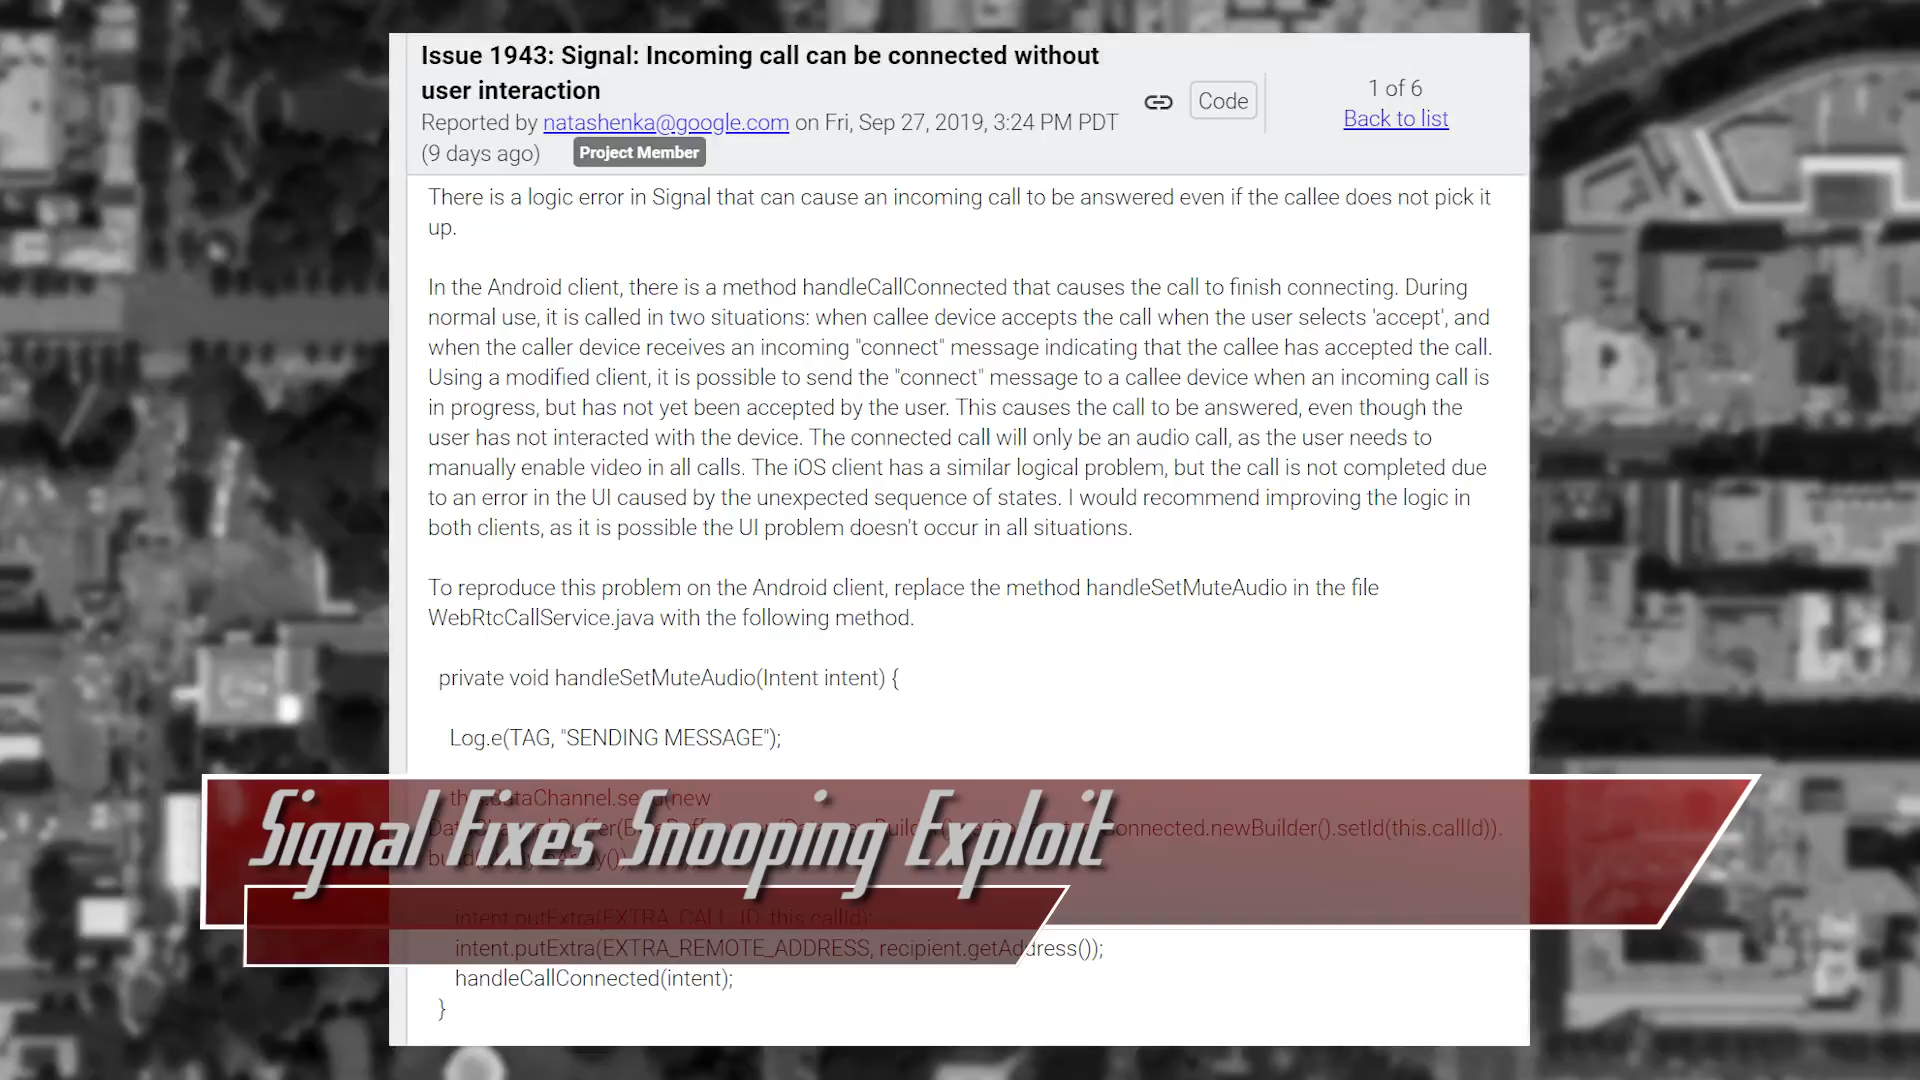 Issue 1943: Signal: Incoming call can be connected without
user interaction
Reported by natashenka@google.com on Fri, Sep 27, 2019, 3:24 PM PDT
(9 days ago) Project Member
Code
1 of 6
Back to list
There is a logic error in Signal that can cause an incoming call to be answered even if the callee does not pick it
up.
In the Android client, there is a method handleCallConnected that causes the call to finish connecting. During
normal use, it is called in two situations: when callee device accepts the call when the user selects 'accept', and
when the caller device receives an incoming "connect" message indicating that the callee has accepted the call.
Using a modified client, it is possible to send the "connect" message to a callee device when an incoming call is
in progress, but has not yet been accepted by the user. This causes the call to be answered, even though the
user has not interacted with the device. The connected call will only be an audio call, as the user needs to
manually enable video in all calls. The iOS client has a similar logical problem, but the call is not completed due
to an error in the UI caused by the unexpected sequence of states. I would recommend improving the logic in
both clients, as it is possible the UI problem doesn't occur in all situations.
To reproduce this problem on the Android client, replace the method handleSetMuteAudio in the file
WebRtcCallService.java with the following method.
private void handleSetMuteAudio(Intent intent) {
Log.e(TAG, "SENDING MESSAGE");
(new
.newBuilder().setId(this.callId)).
Signal Fixes Snooping Exploit
intent.putExtra(EXTRA_CALL_ID, this.callId);
intent.putExtra(EXTRA_REMOTE_ADDRESS, recipient.getAddress());
handleCallConnected(intent);
}